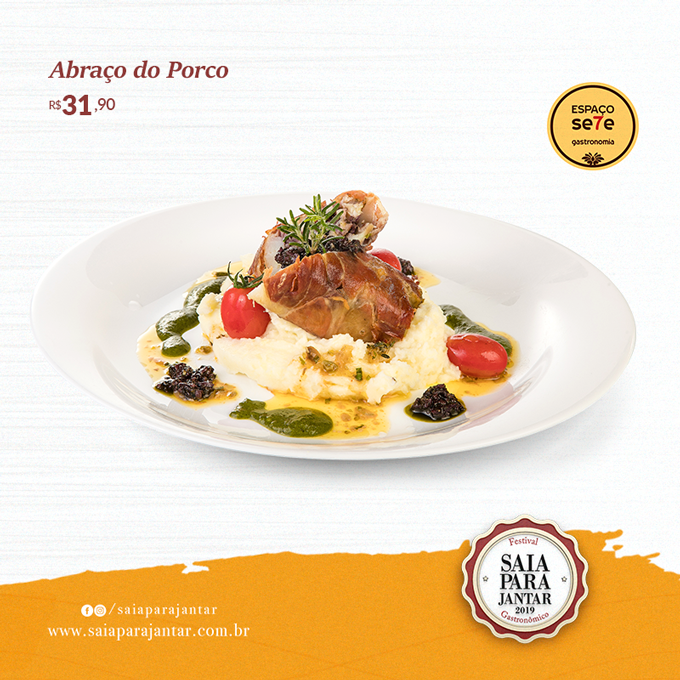 Abraço do Porco
R$31,90
ESPAÇO
se7e
gastronomia
Festival
SAIA
PARA
JANTAR
2019
Gastronômico
/saiaparajantar
www.saiaparajantar.com.br